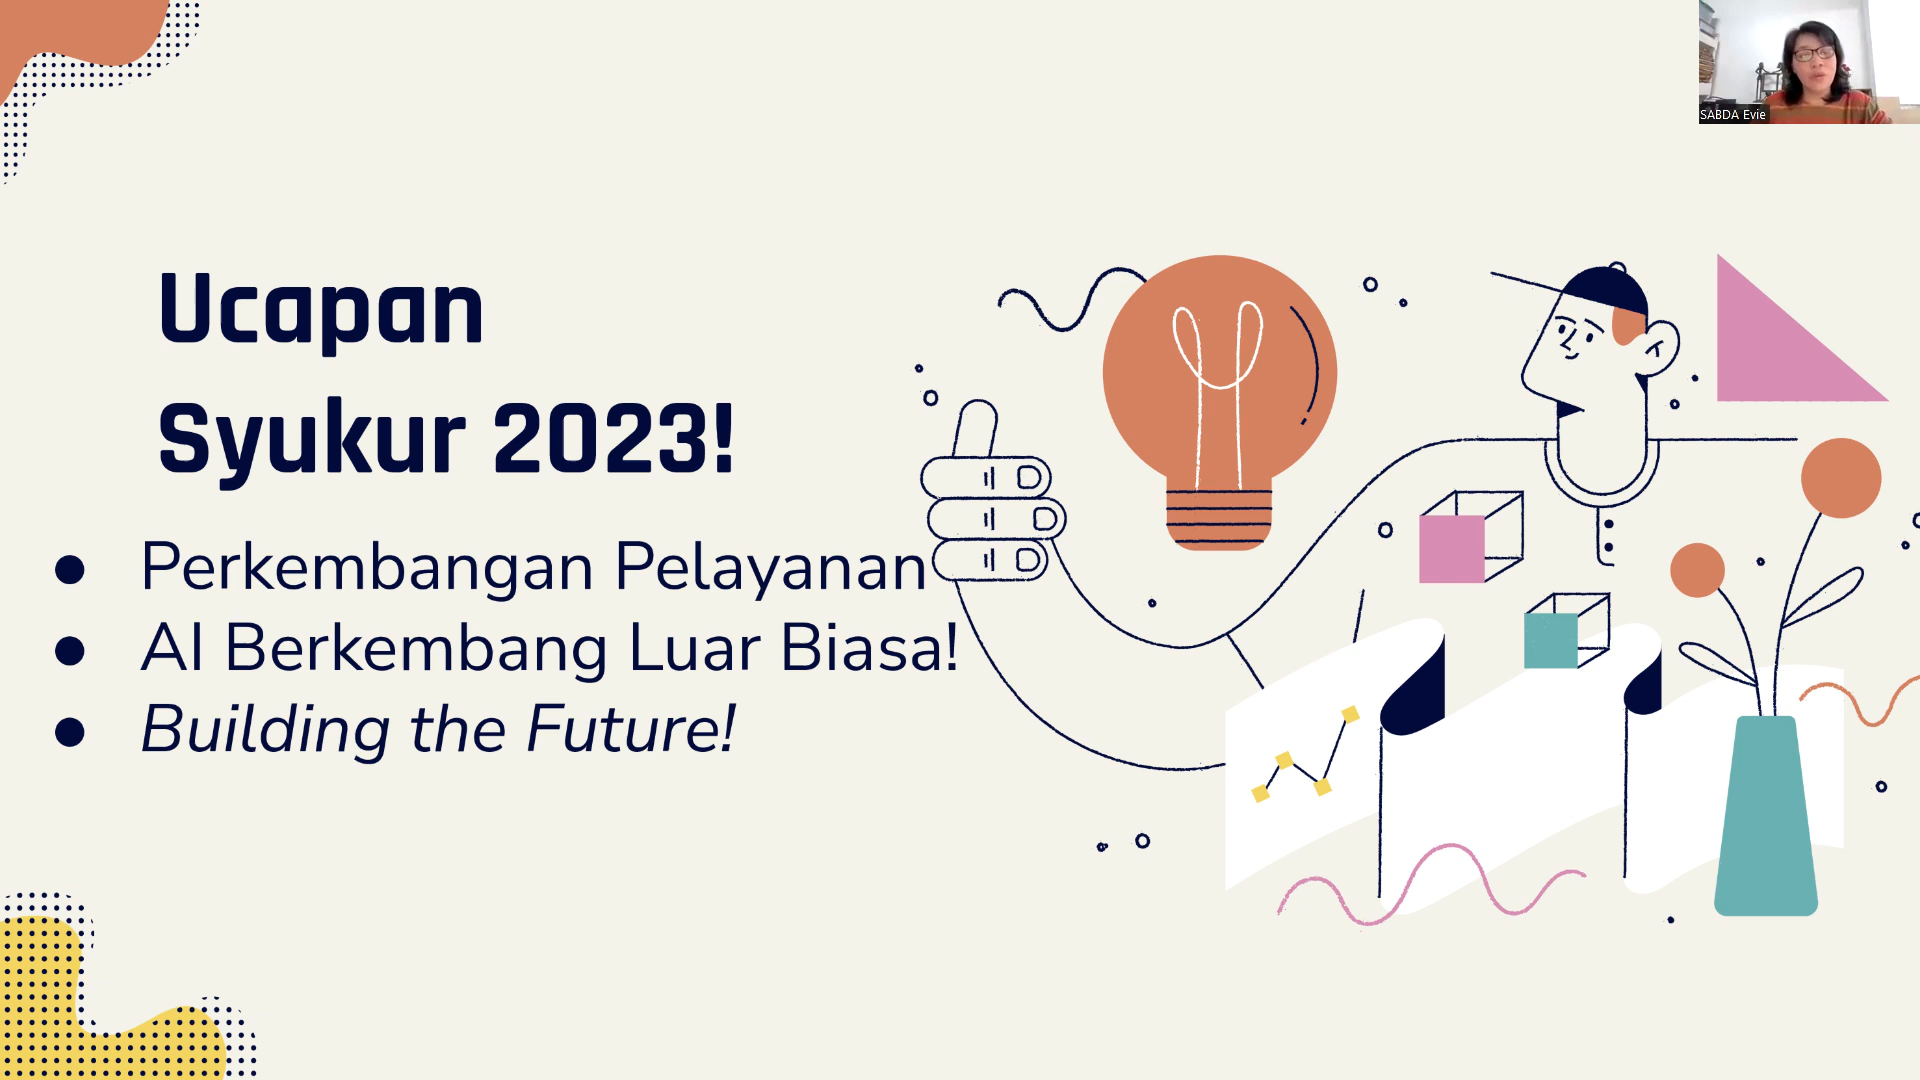 SABDA Evie
Ucapan
Syukur 2023!
● Perkembangan Pelayanan
● AI Berkembang Luar Biasa!
● Building the Future!